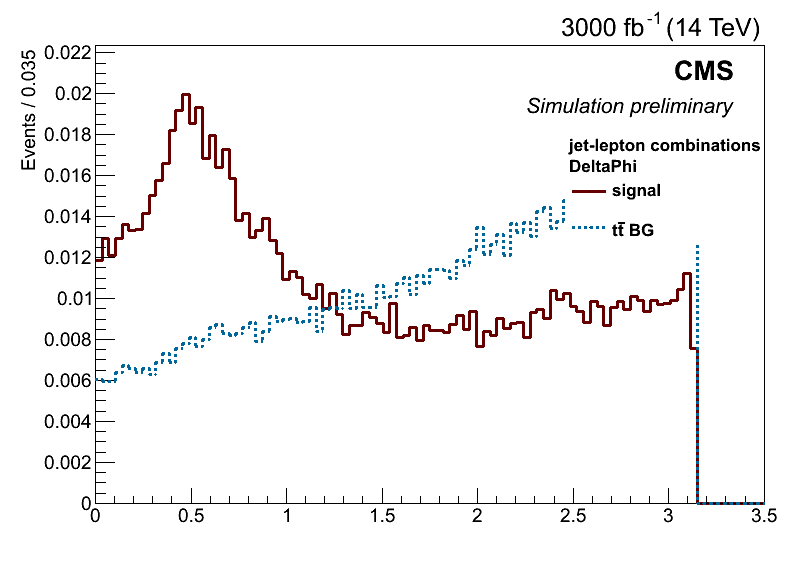 3000 fb⁻¹ (14 TeV)
CMS
Simulation preliminary
jet-lepton combinations
DeltaPhi
signal
tt̄ BG
Events / 0.035
0.022
0.02
0.018
0.016
0.014
0.012
0.01
0.008
0.006
0.004
0.002
0
0 0.5 1 1.5 2 2.5 3 3.5